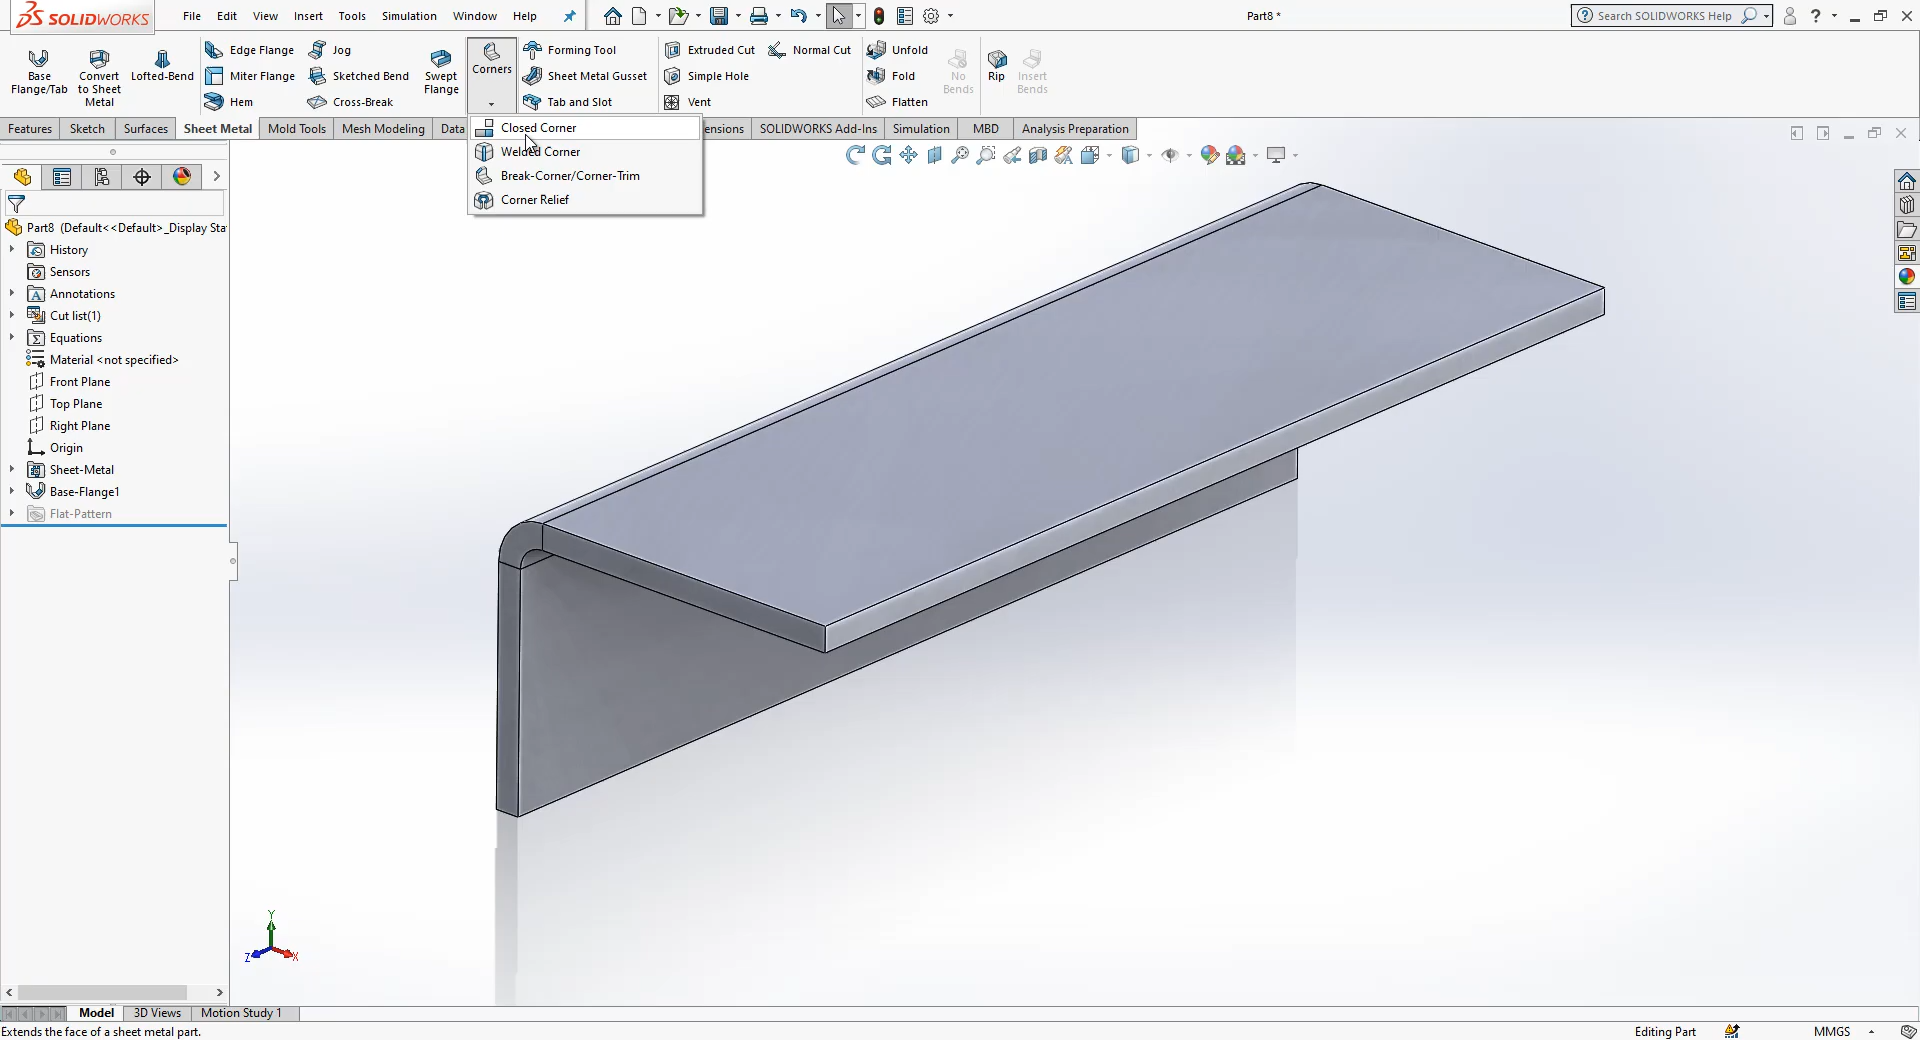 SOLIDWORKS
File Edit View Insert Tools Simulation Window Help
Part8 *
Search SOLIDWORKS Help
Base Flange/Tab
Convert to Sheet Metal
Lofted-Bend
Edge Flange
Miter Flange
Hem
Jog
Sketched Bend
Cross-Break
Swept Flange
Corners
Forming Tool
Sheet Metal Gusset
Tab and Slot
Extruded Cut
Simple Hole
Vent
Normal Cut
Unfold
Fold
Flatten
No Bends
Rip
Insert Bends
Features Sketch Surfaces Sheet Metal Mold Tools Mesh Modeling Data ensions SOLIDWORKS Add-Ins Simulation MBD Analysis Preparation
Closed Corner
Welded Corner
Break-Corner/Corner-Trim
Corner Relief
Part8 (Default<<Default>_Display Sta
History
Sensors
Annotations
Cut list(1)
Equations
Material <not specified>
Front Plane
Top Plane
Right Plane
Origin
Sheet-Metal
Base-Flange1
Flat-Pattern
Y
Z X
Model 3D Views Motion Study 1
Extends the face of a sheet metal part.
Editing Part
MMGS